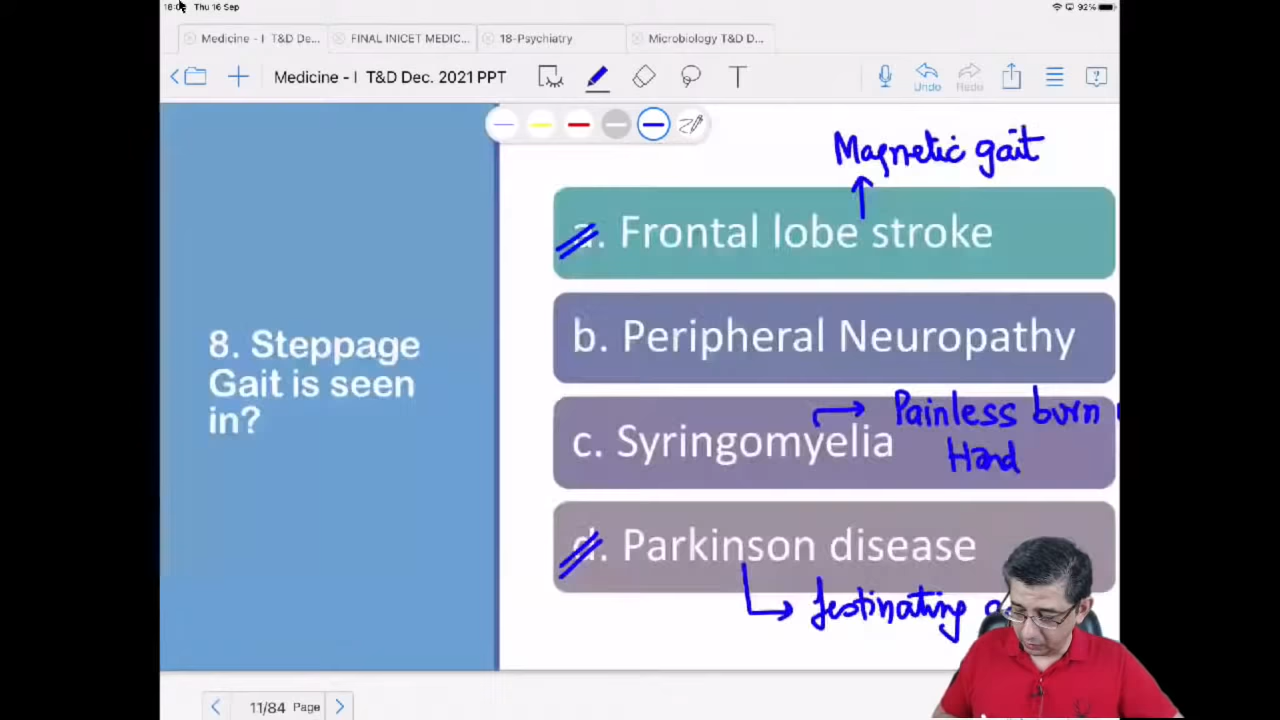 Thu 16 Sep
92%
Medicine - I T&D De...
FINAL INICET MEDIC...
18-Psychiatry
Microbiology T&D D...
Medicine - I T&D Dec. 2021 PPT
T
Undo
Redo
Magnetic gait
a. Frontal lobe stroke
b. Peripheral Neuropathy
8. Steppage
Gait is seen
in?
Painless burn
c. Syringomyelia
Hand
d. Parkinson disease
festinating
11/84 Page